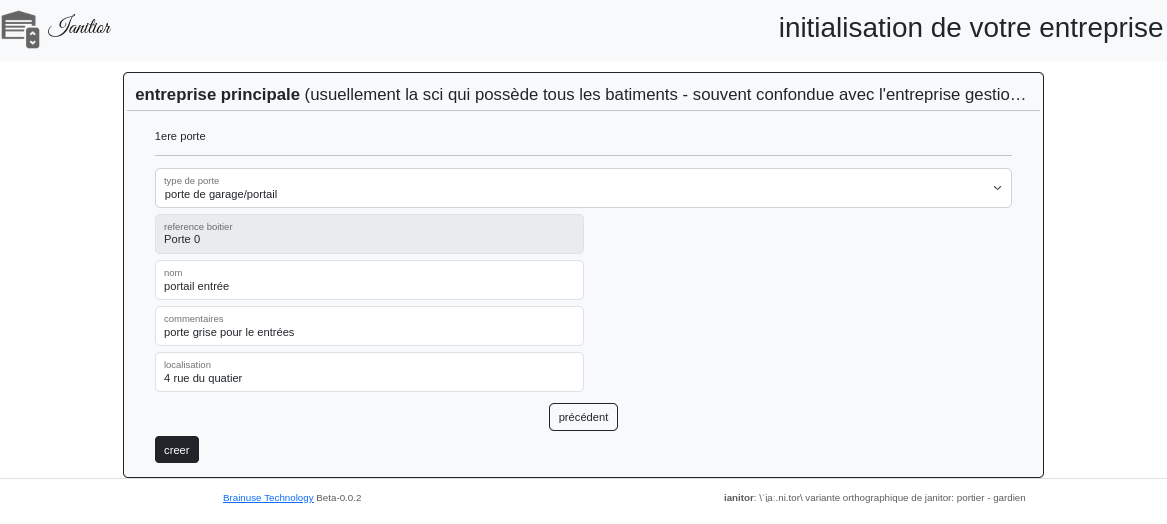 Janitior
initialisation de votre entreprise
entreprise principale (usuellement la sci qui possède tous les batiments - souvent confondue avec l'entreprise gestio…
1ere porte
type de porte
porte de garage/portail
reference boitier
Porte 0
nom
portail entrée
commentaires
porte grise pour le entrées
localisation
4 rue du quatier
précédent
creer
Brainuse Technology Beta-0.0.2
ianitor: \ˈja:.ni.tor\ variante orthographique de janitor: portier - gardien